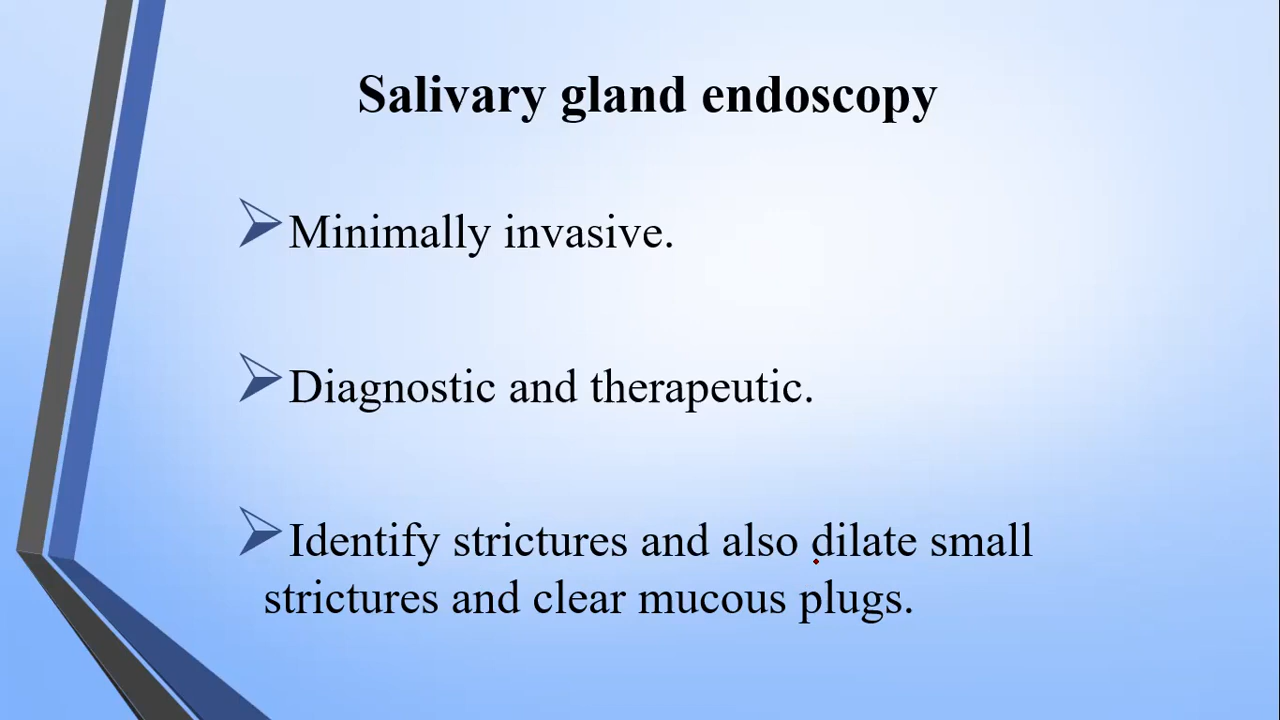 Salivary gland endoscopy
Minimally invasive.
Diagnostic and therapeutic.
Identify strictures and also dilate small
strictures and clear mucous plugs.